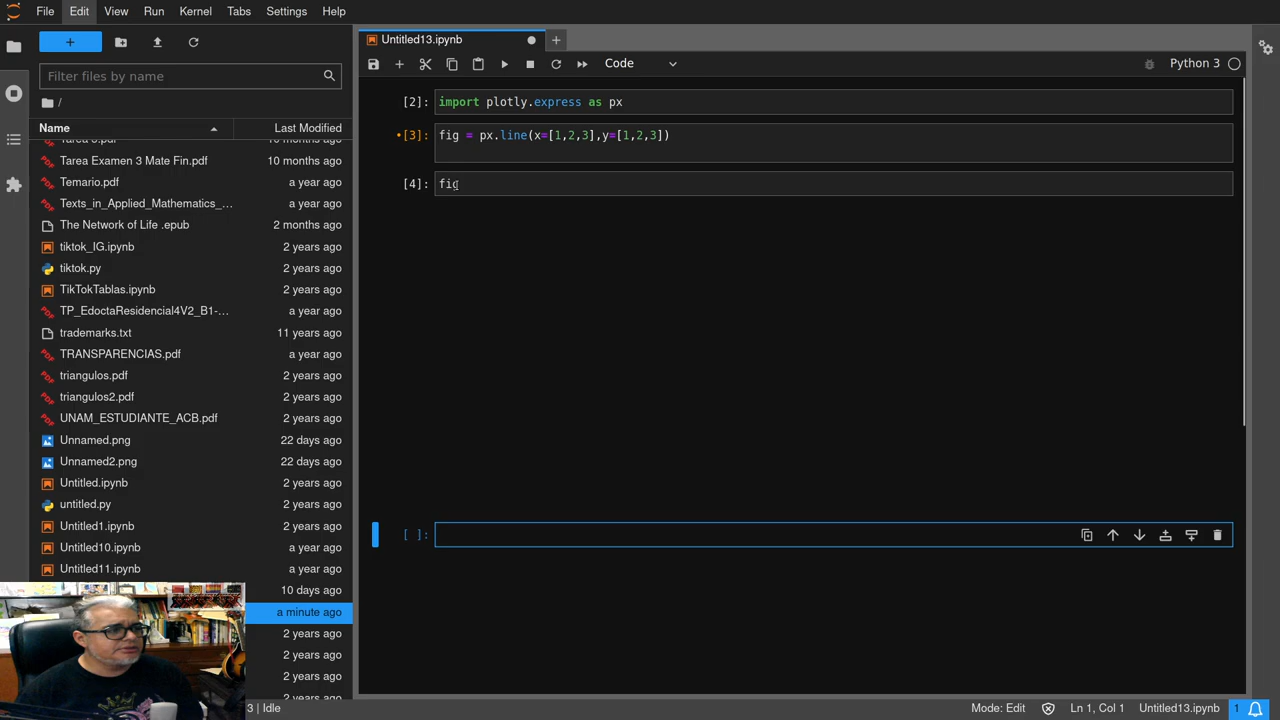 File Edit View Run Kernel Tabs Settings Help
+
Filter files by name
/
Name Last Modified
Tarea Examen 3 Mate Fin.pdf 10 months ago
Temario.pdf a year ago
Texts_in_Applied_Mathematics_... a year ago
The Network of Life .epub 2 months ago
tiktok_IG.ipynb 2 years ago
tiktok.py 2 years ago
TikTokTablas.ipynb 2 years ago
TP_EdoctaResidencial4V2_B1-... a year ago
trademarks.txt 11 years ago
TRANSPARENCIAS.pdf a year ago
triangulos.pdf 2 years ago
triangulos2.pdf 2 years ago
UNAM_ESTUDIANTE_ACB.pdf 2 years ago
Unnamed.png 22 days ago
Unnamed2.png 22 days ago
Untitled.ipynb 2 years ago
untitled.py 2 years ago
Untitled1.ipynb 2 years ago
Untitled10.ipynb a year ago
Untitled11.ipynb a year ago
10 days ago
a minute ago
2 years ago
2 years ago
2 years ago
Untitled13.ipynb
Code
Python 3
[2]: import plotly.express as px
[3]: fig = px.line(x=[1,2,3],y=[1,2,3])
[4]: fig
[ ]:
3 | Idle
Mode: Edit Ln 1, Col 1 Untitled13.ipynb 1